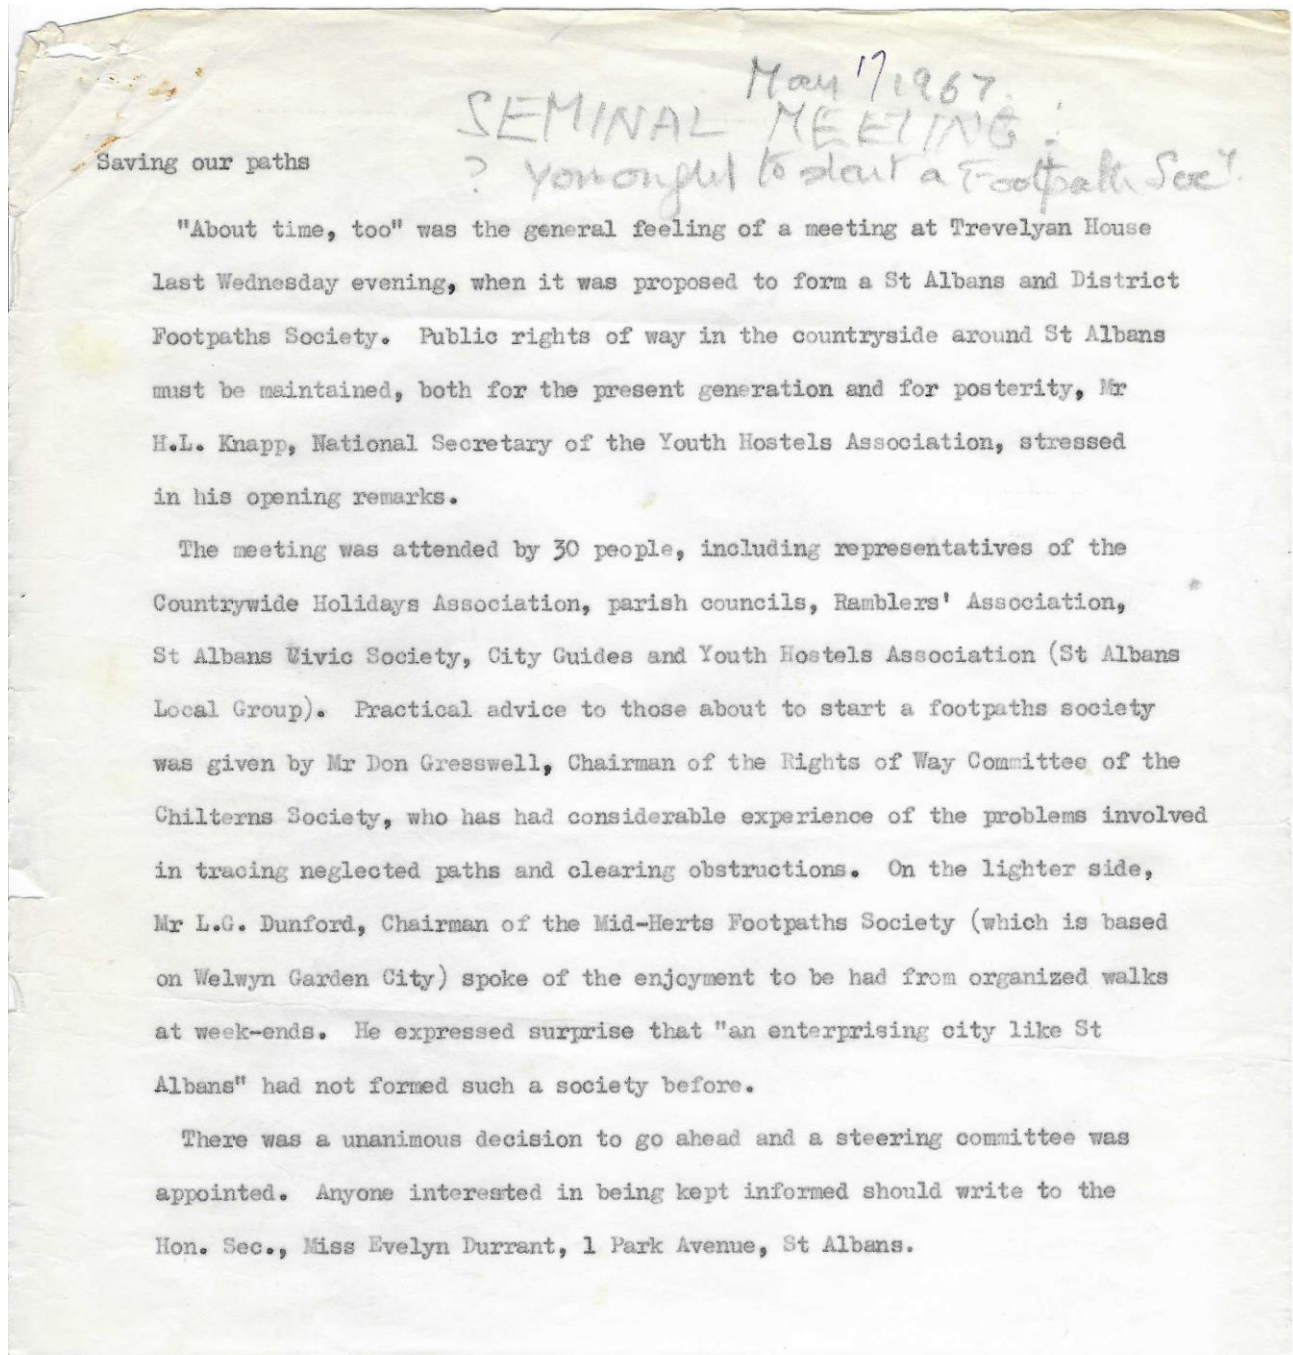 May 17 1967.
SEMINAL MEETING!
? You ought to start a Footpath Socy.
Saving our paths
"About time, too" was the general feeling of a meeting at Trevelyan House
last Wednesday evening, when it was proposed to form a St Albans and District
Footpaths Society. Public rights of way in the countryside around St Albans
must be maintained, both for the present generation and for posterity, Mr
H.L. Knapp, National Secretary of the Youth Hostels Association, stressed
in his opening remarks.
The meeting was attended by 30 people, including representatives of the
Countrywide Holidays Association, parish councils, Ramblers' Association,
St Albans Civic Society, City Guides and Youth Hostels Association (St Albans
Local Group). Practical advice to those about to start a footpaths society
was given by Mr Don Gresswell, Chairman of the Rights of Way Committee of the
Chilterns Society, who has had considerable experience of the problems involved
in tracing neglected paths and clearing obstructions. On the lighter side,
Mr L.G. Dunford, Chairman of the Mid-Herts Footpaths Society (which is based
on Welwyn Garden City) spoke of the enjoyment to be had from organized walks
at week-ends. He expressed surprise that "an enterprising city like St
Albans" had not formed such a society before.
There was a unanimous decision to go ahead and a steering committee was
appointed. Anyone interested in being kept informed should write to the
Hon. Sec., Miss Evelyn Durrant, 1 Park Avenue, St Albans.